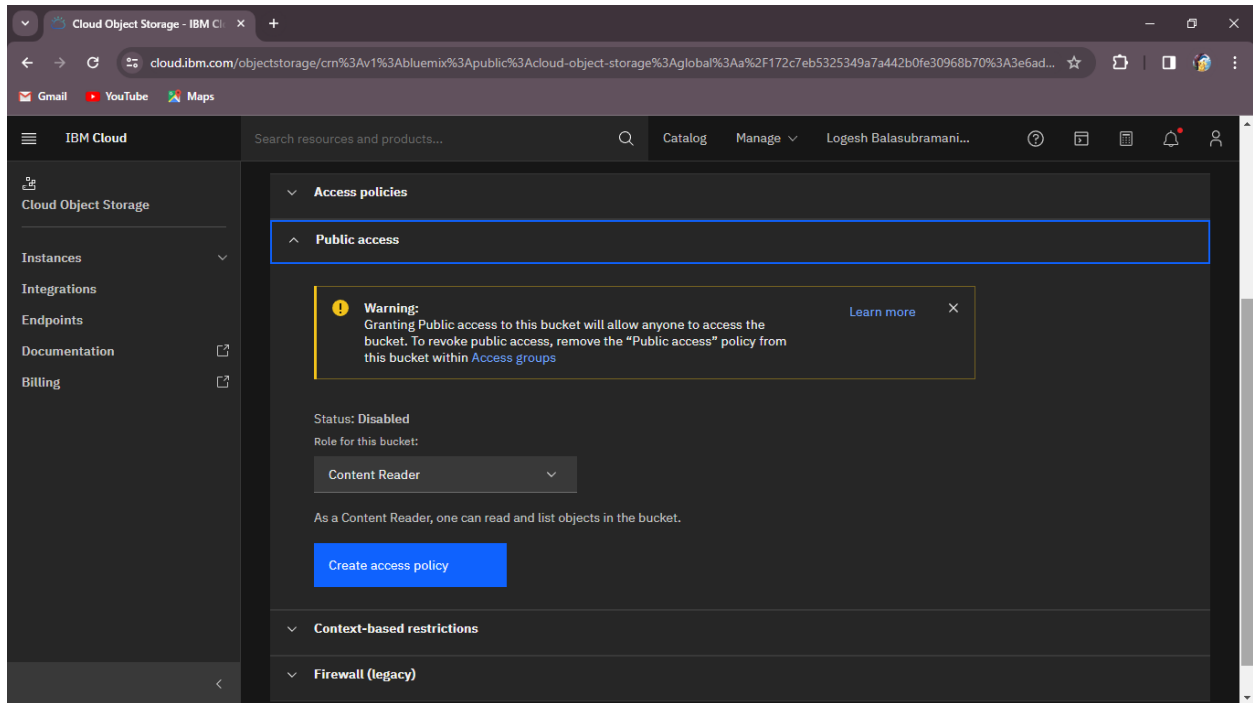 Cloud Object Storage - IBM Cl
cloud.ibm.com/objectstorage/crn%3Av1%3Abluemix%3Apublic%3Acloud-object-storage%3Aglobal%3Aa%2F172c7eb5325349a7a442b0fe30968b70%3A3e6ad...
Gmail YouTube Maps
IBM Cloud Search resources and products... Catalog Manage Logesh Balasubramani...
Cloud Object Storage
Instances
Integrations
Endpoints
Documentation
Billing
Access policies
Public access
Warning:
Learn more
Granting Public access to this bucket will allow anyone to access the
bucket. To revoke public access, remove the “Public access” policy from
this bucket within Access groups
Status: Disabled
Role for this bucket:
Content Reader
As a Content Reader, one can read and list objects in the bucket.
Create access policy
Context-based restrictions
Firewall (legacy)